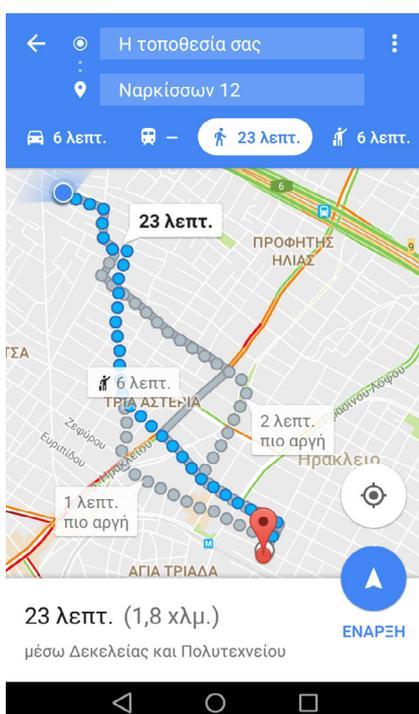 Η τοποθεσία σας
Ναρκίσσων 12
6 λεπτ.
–
23 λεπτ.
6 λεπτ.
6
23 λεπτ.
ΠΡΟΦΗΤΗΣ
ΗΛΙΑΣ
9
ΤΣΑ
6 λεπτ.
ΤΡΙΑ ΑΣΤΕΡΙΑ
2 λεπτ.
πιο αργή
Ζεφύρου
Ευριπίδου
Ηρακλείου
Ηράκλειο
1 λεπτ.
πιο αργή
M
ΑΓΙΑ ΤΡΙΑΔΑ
23 λεπτ. (1,8 χλμ.)
ΕΝΑΡΞΗ
μέσω Δεκελείας και Πολυτεχνείου